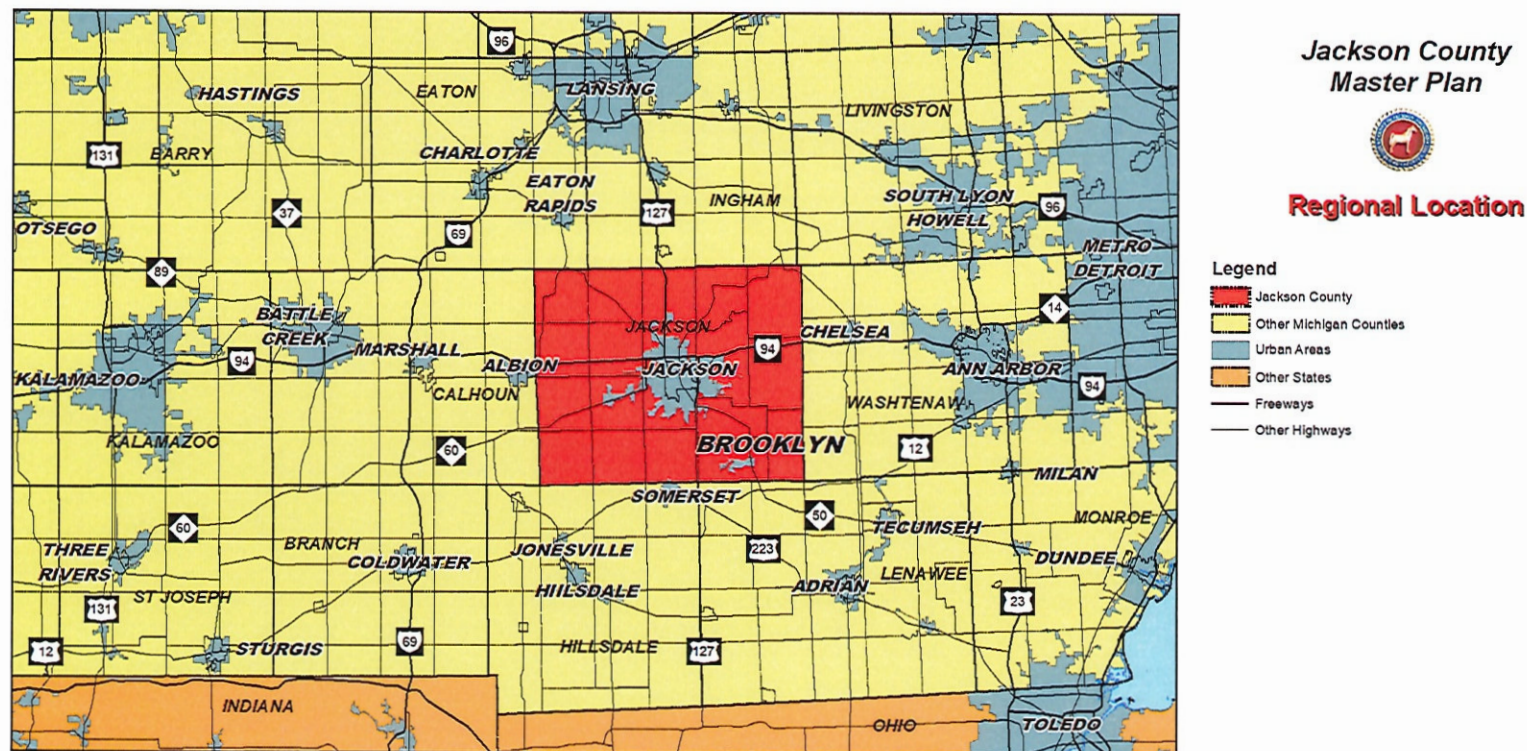 Jackson County
Master Plan
Regional Location
Legend
Jackson County
Other Michigan Counties
Urban Areas
Other States
Freeways
Other Highways
96
LANSING
EATON
HASTINGS
LIVINGSTON
131
BARRY
CHARLOTTE
EATON
RAPIDS
INGHAM
SOUTH LYON
HOWELL
96
37
127
69
OTSEGO
METRO
DETROIT
89
14
BATTLE
CREEK
JACKSON
CHELSEA
94
MARSHALL
ALBION
94
JACKSON
ANN ARBOR
94
KALAMAZOO
CALHOUN
WASHTENAW
KALAMAZOO
60
BROOKLYN
12
MILAN
SOMERSET
60
50
TECUMSEH
MONROE
THREE
RIVERS
BRANCH
COLDWATER
JONESVILLE
223
DUNDEE
HIILSDALE
ADRIAN
LENAWEE
ST JOSEPH
131
23
12
STURGIS
69
HILLSDALE
127
INDIANA
OHIO
TOLEDO